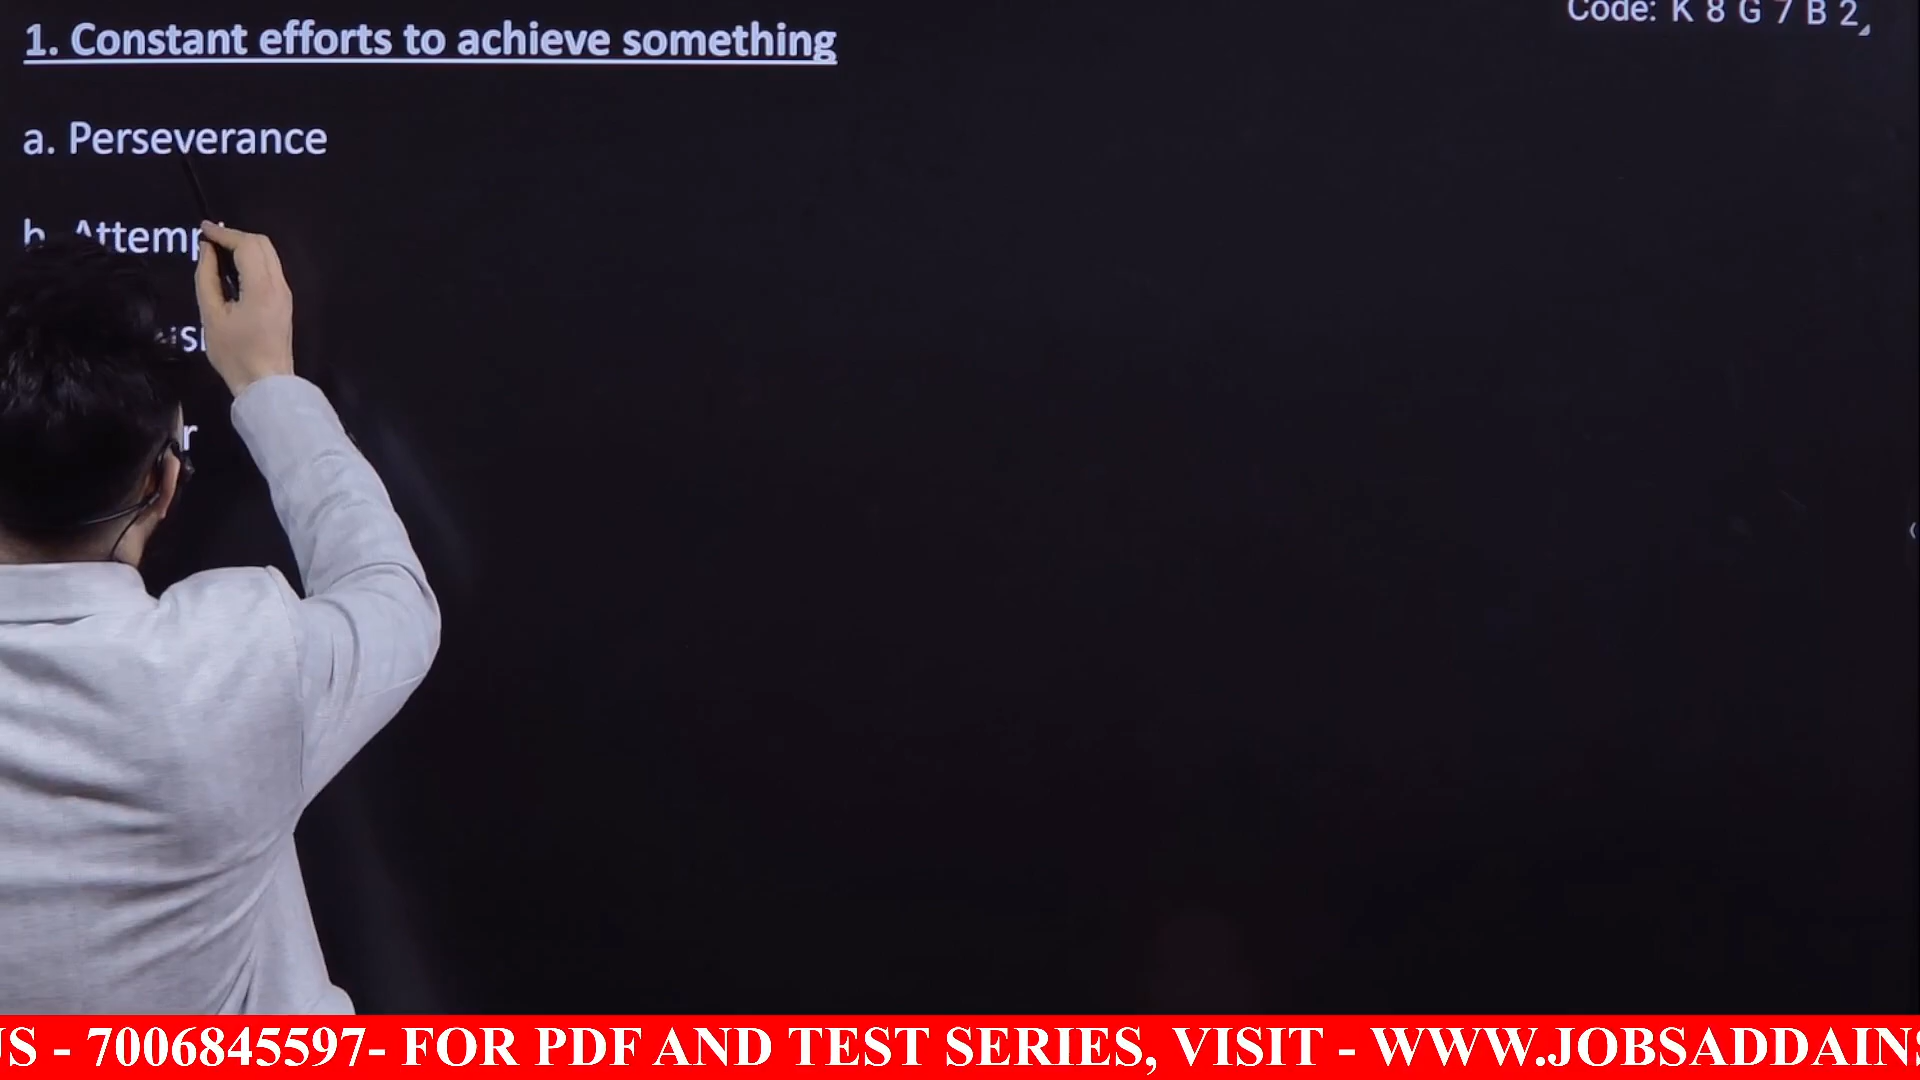 Code: K 8 G 7 B 2
1. Constant efforts to achieve something
a. Perseverance
US - 7006845597- FOR PDF AND TEST SERIES, VISIT - WWW.JOBSADDAINS